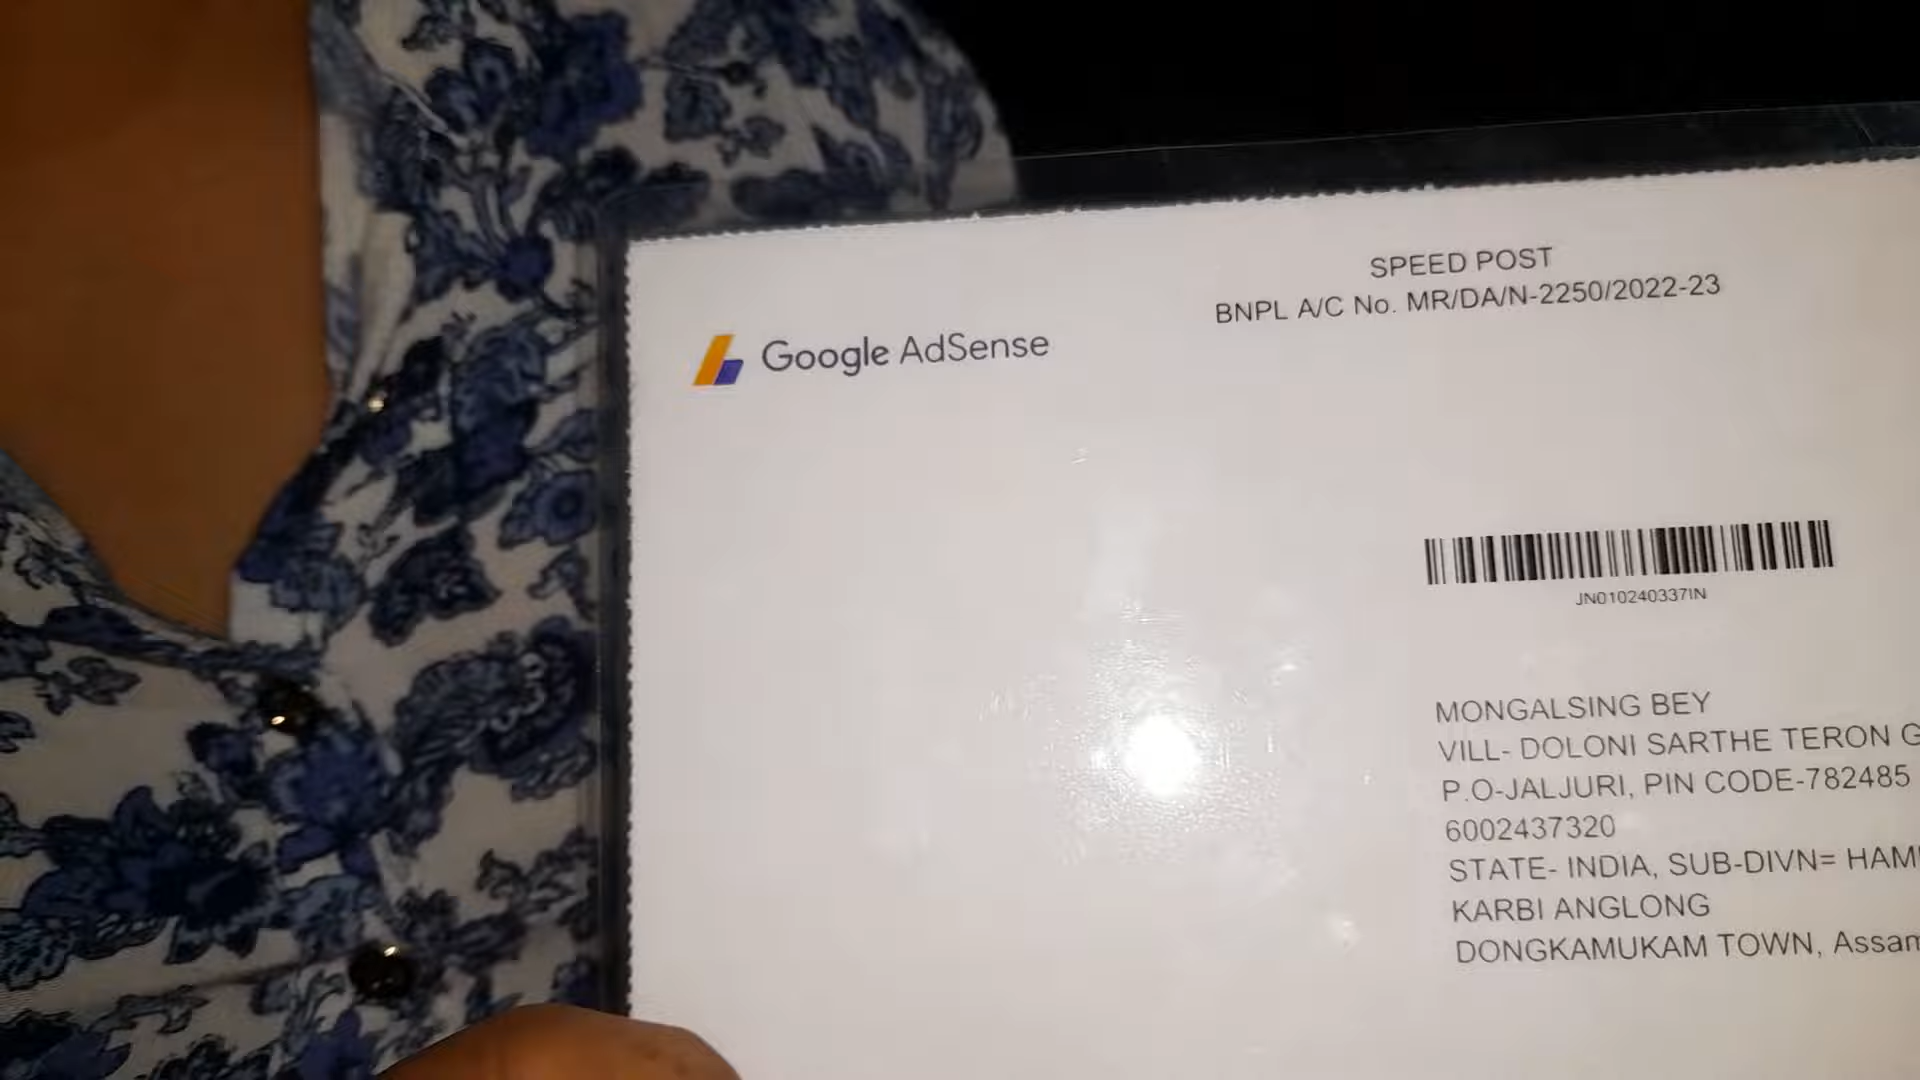 SPEED POST
BNPL A/C No. MR/DA/N-2250/2022-23
Google AdSense
JN010240337IN
MONGALSING BEY
VILL- DOLONI SARTHE TERON
P.O-JALJURI, PIN CODE-782485
6002437320
STATE- INDIA, SUB-DIVN=
KARBI ANGLONG
DONGKAMUKAM TOWN,